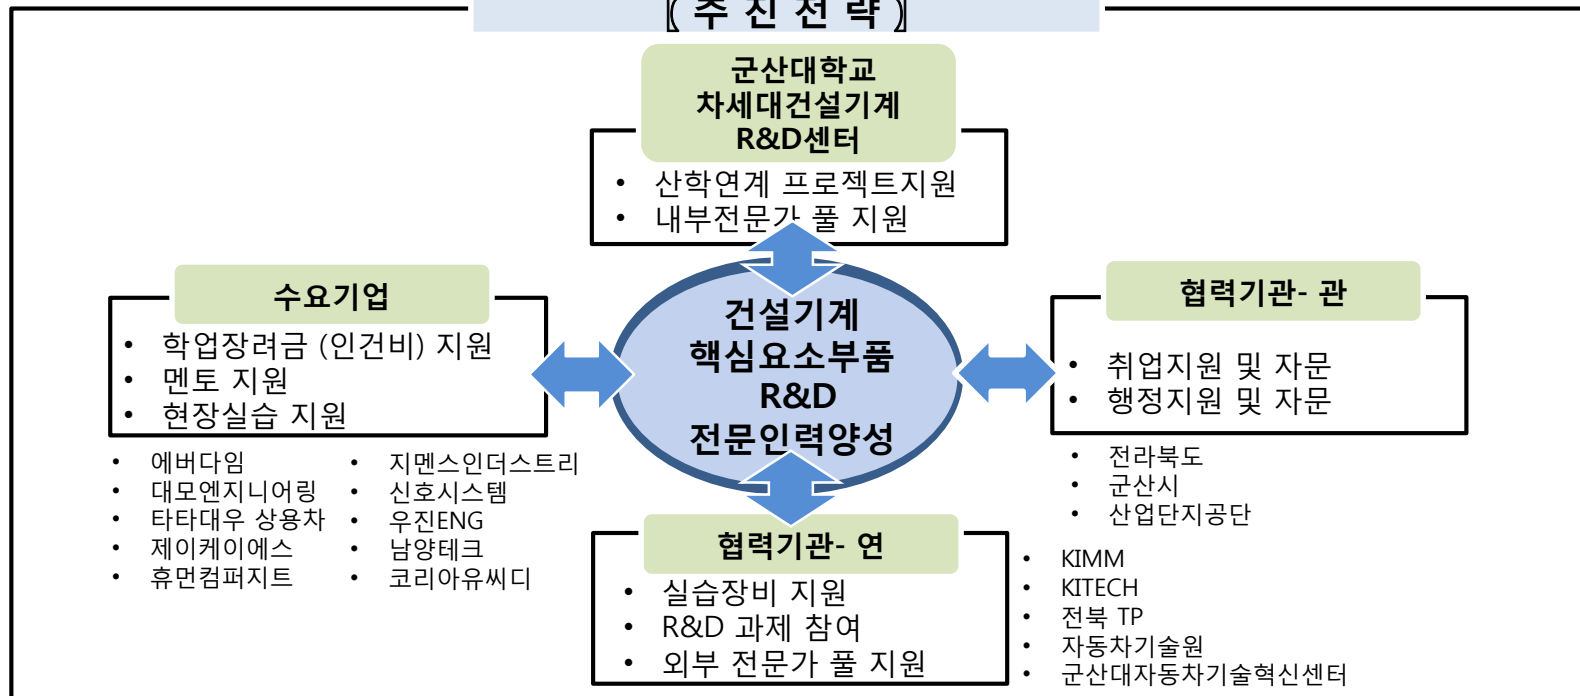 【 추 진 전 략 】
군산대학교
차세대건설기계
R&D센터
• 산학연계 프로젝트지원
• 내부전문가 풀 지원
수요기업
• 학업장려금 (인건비) 지원
• 멘토 지원
• 현장실습 지원
• 에버다임
• 대모엔지니어링
• 타타대우 상용차
• 제이케이에스
• 휴먼컴퍼지트
• 지멘스인더스트리
• 신호시스템
• 우진ENG
• 남양테크
• 코리아유씨디
건설기계
핵심요소부품
R&D
전문인력양성
협력기관- 관
• 취업지원 및 자문
• 행정지원 및 자문
• 전라북도
• 군산시
• 산업단지공단
협력기관- 연
• 실습장비 지원
• R&D 과제 참여
• 외부 전문가 풀 지원
• KIMM
• KITECH
• 전북 TP
• 자동차기술원
• 군산대자동차기술혁신센터